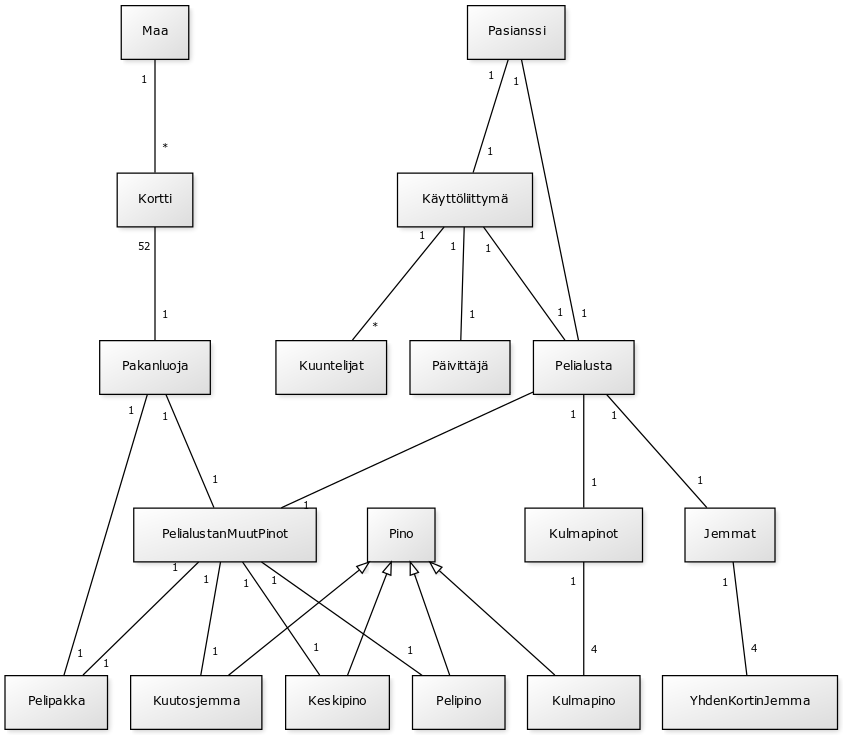 Maa
Pasianssi
1
1
1
*
1
Kortti
Käyttöliittymä
52
1
1
1
1
*
1
1
1
Pakanluoja
Kuuntelijat
Päivittäjä
Pelialusta
1
1
1
1
1
1
1
1
PelialustanMuutPinot
Pino
Kulmapinot
Jemmat
1
1
1
1
1
1
1
1
1
1
1
4
4
Pelipakka
Kuutosjemma
Keskipino
Pelipino
Kulmapino
YhdenKortinJemma